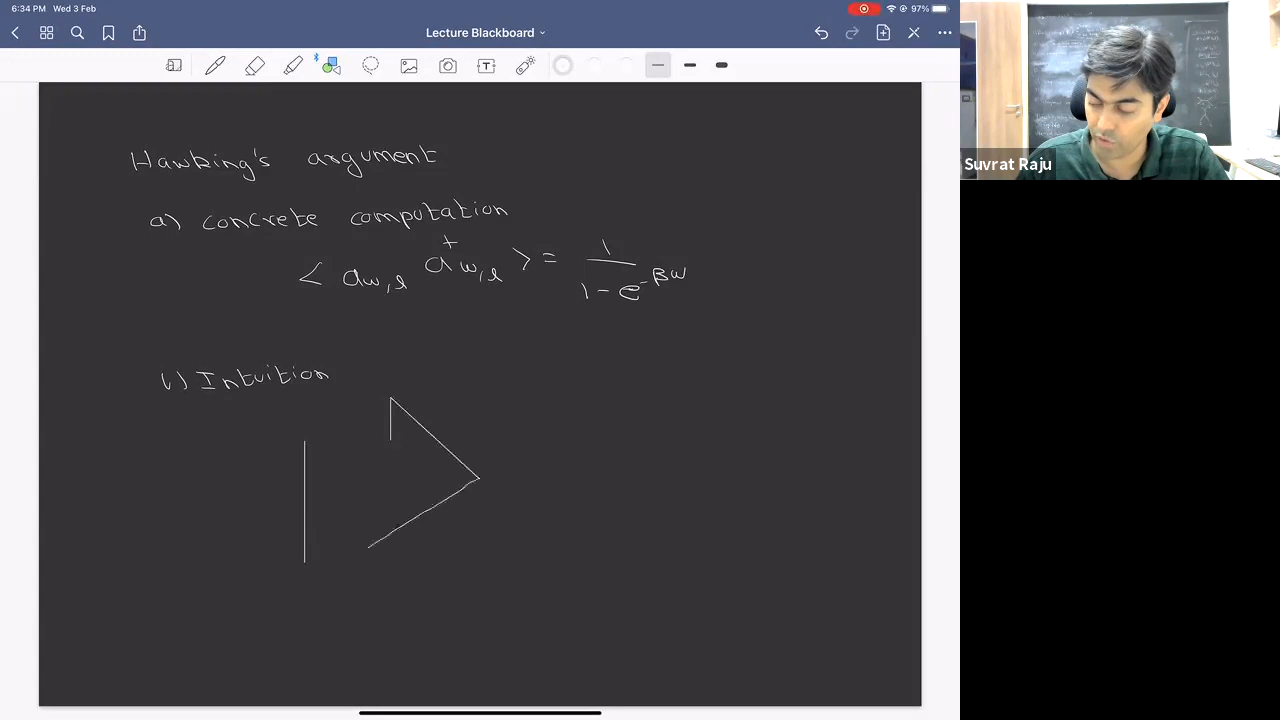 6:34 PM Wed 3 Feb
97%
Lecture Blackboard
Suvrat Raju
Hawking's argument
a) concrete computation
< a_{ω,l} a^†_{ω,l} > = 1 / (1 - e^{-βω})
b) Intuition